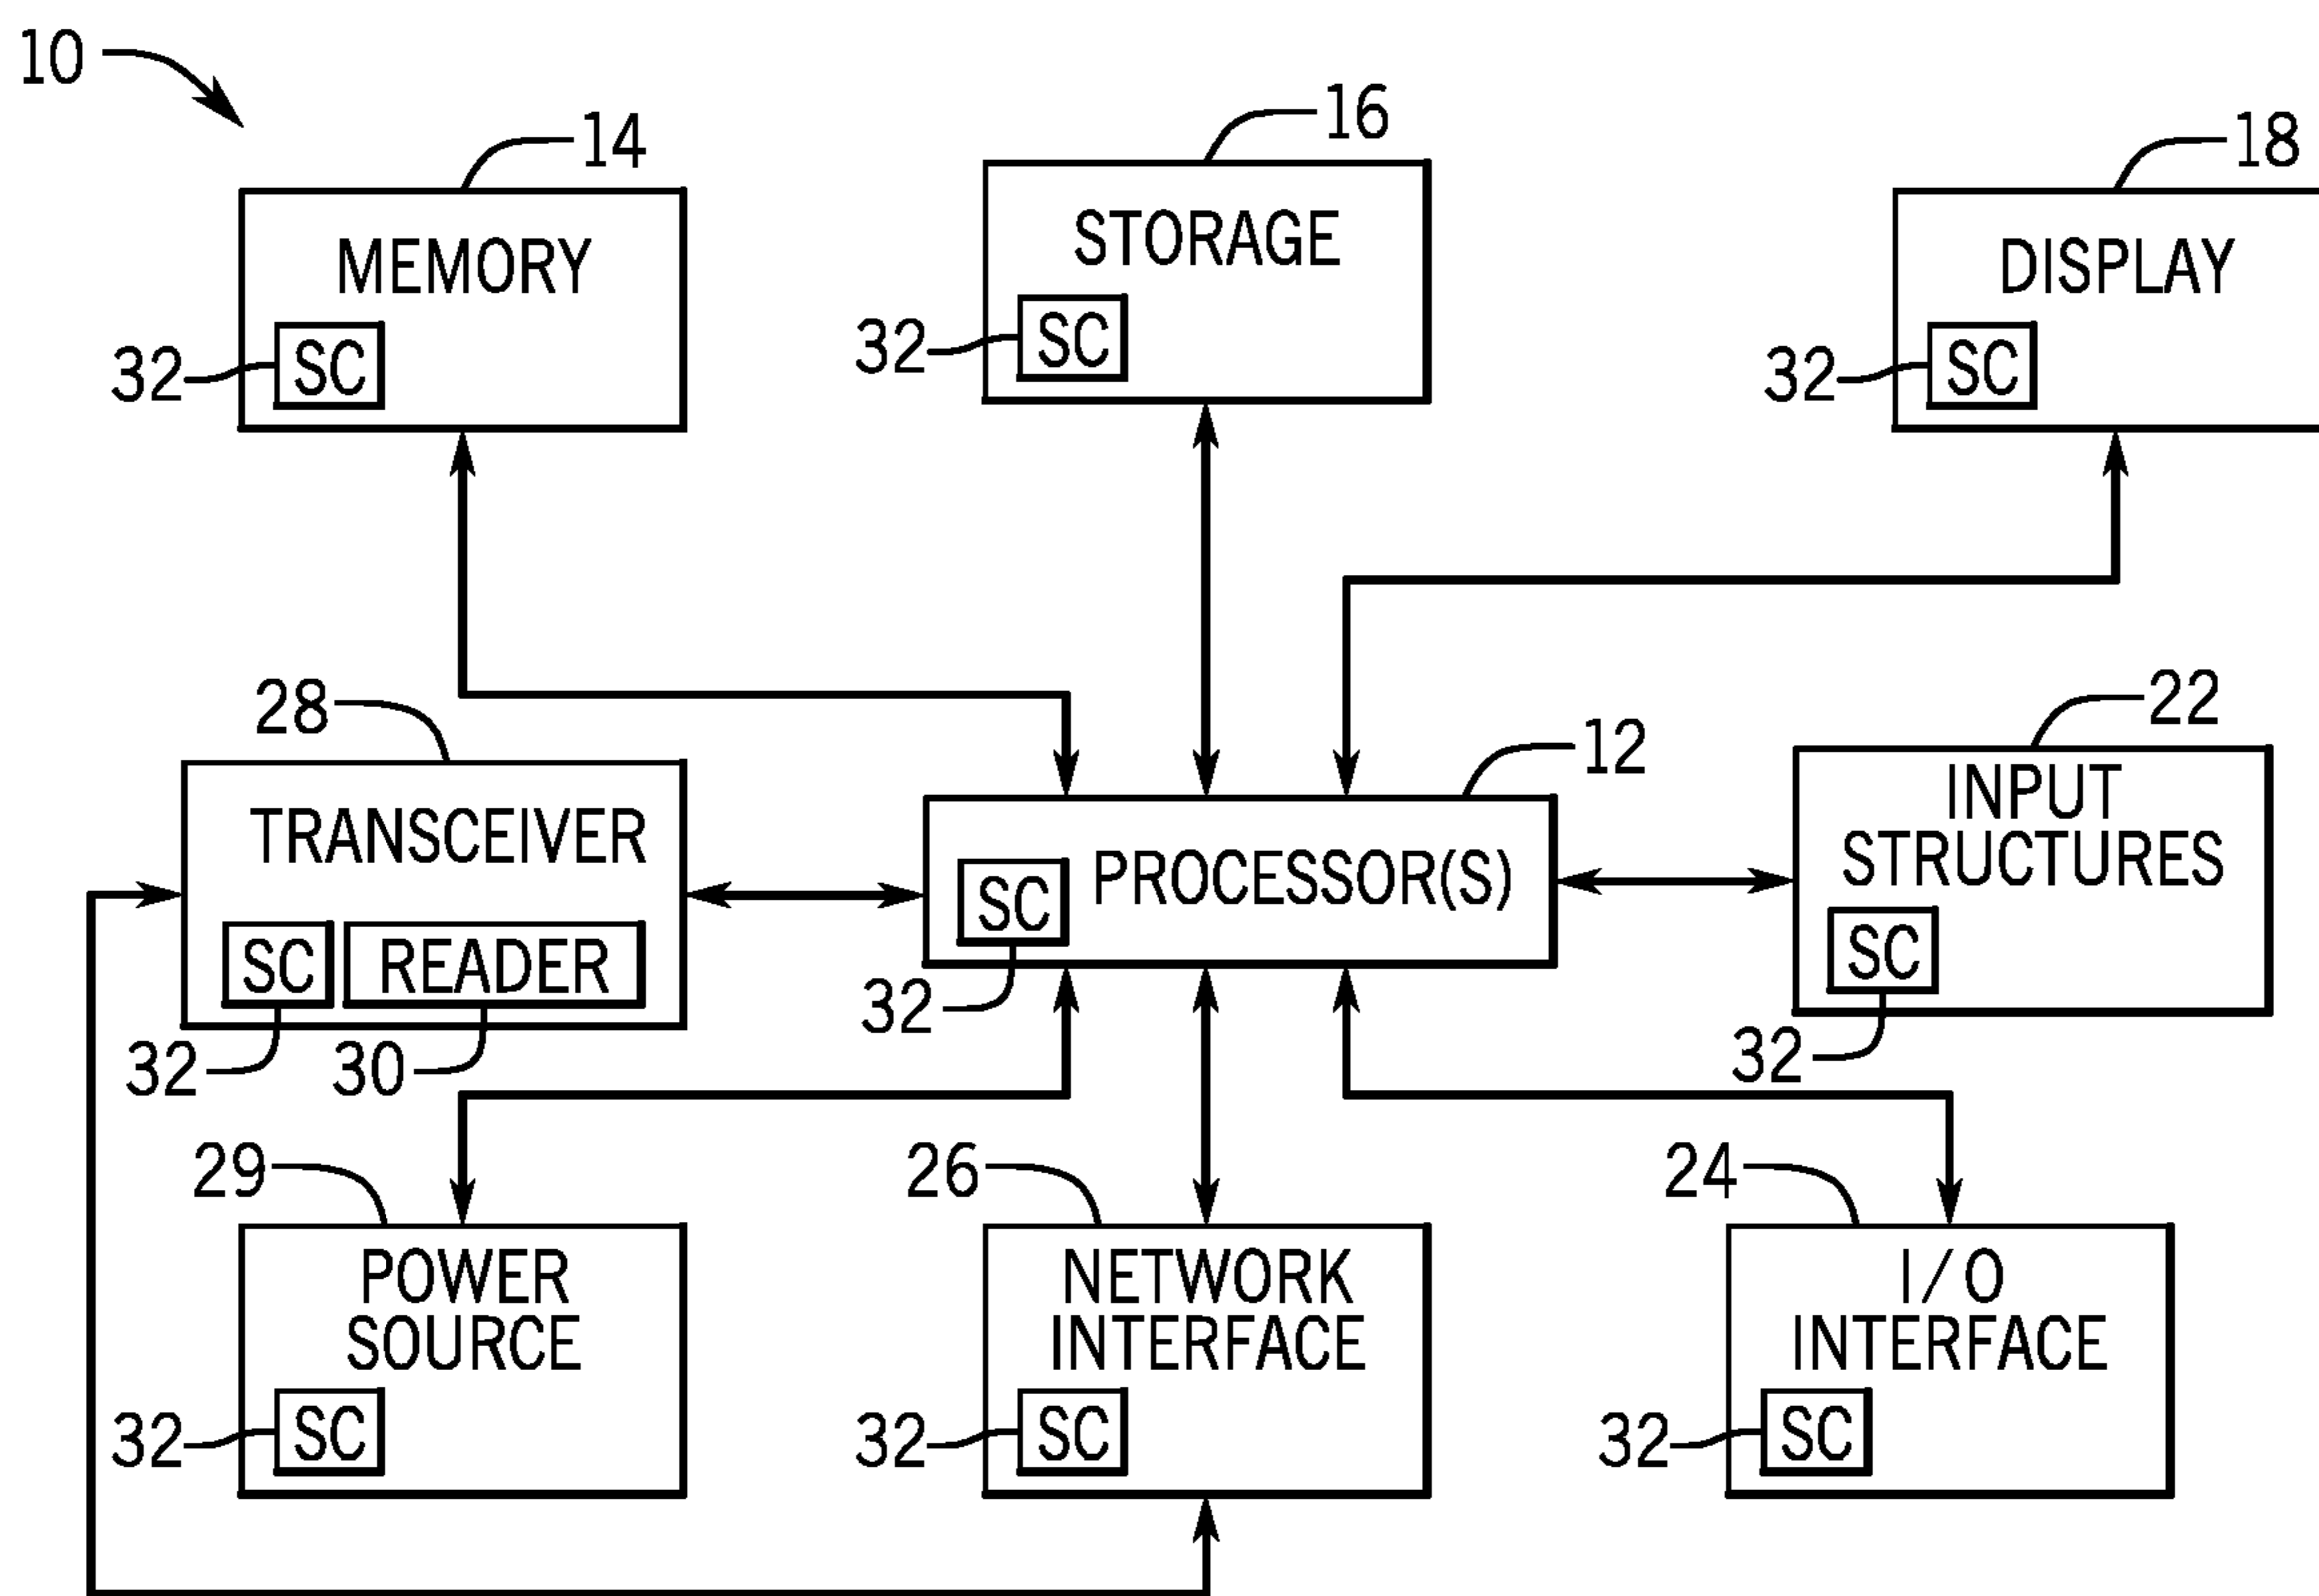 10
14
16
18
MEMORY
STORAGE
DISPLAY
32 SC
32 SC
32 SC
28
12
22
TRANSCEIVER
PROCESSOR(S)
INPUT
STRUCTURES
SC READER
SC
SC
32 30
32
32
29
26
24
POWER
SOURCE
NETWORK
INTERFACE
I/O
INTERFACE
32 SC
32 SC
32 SC